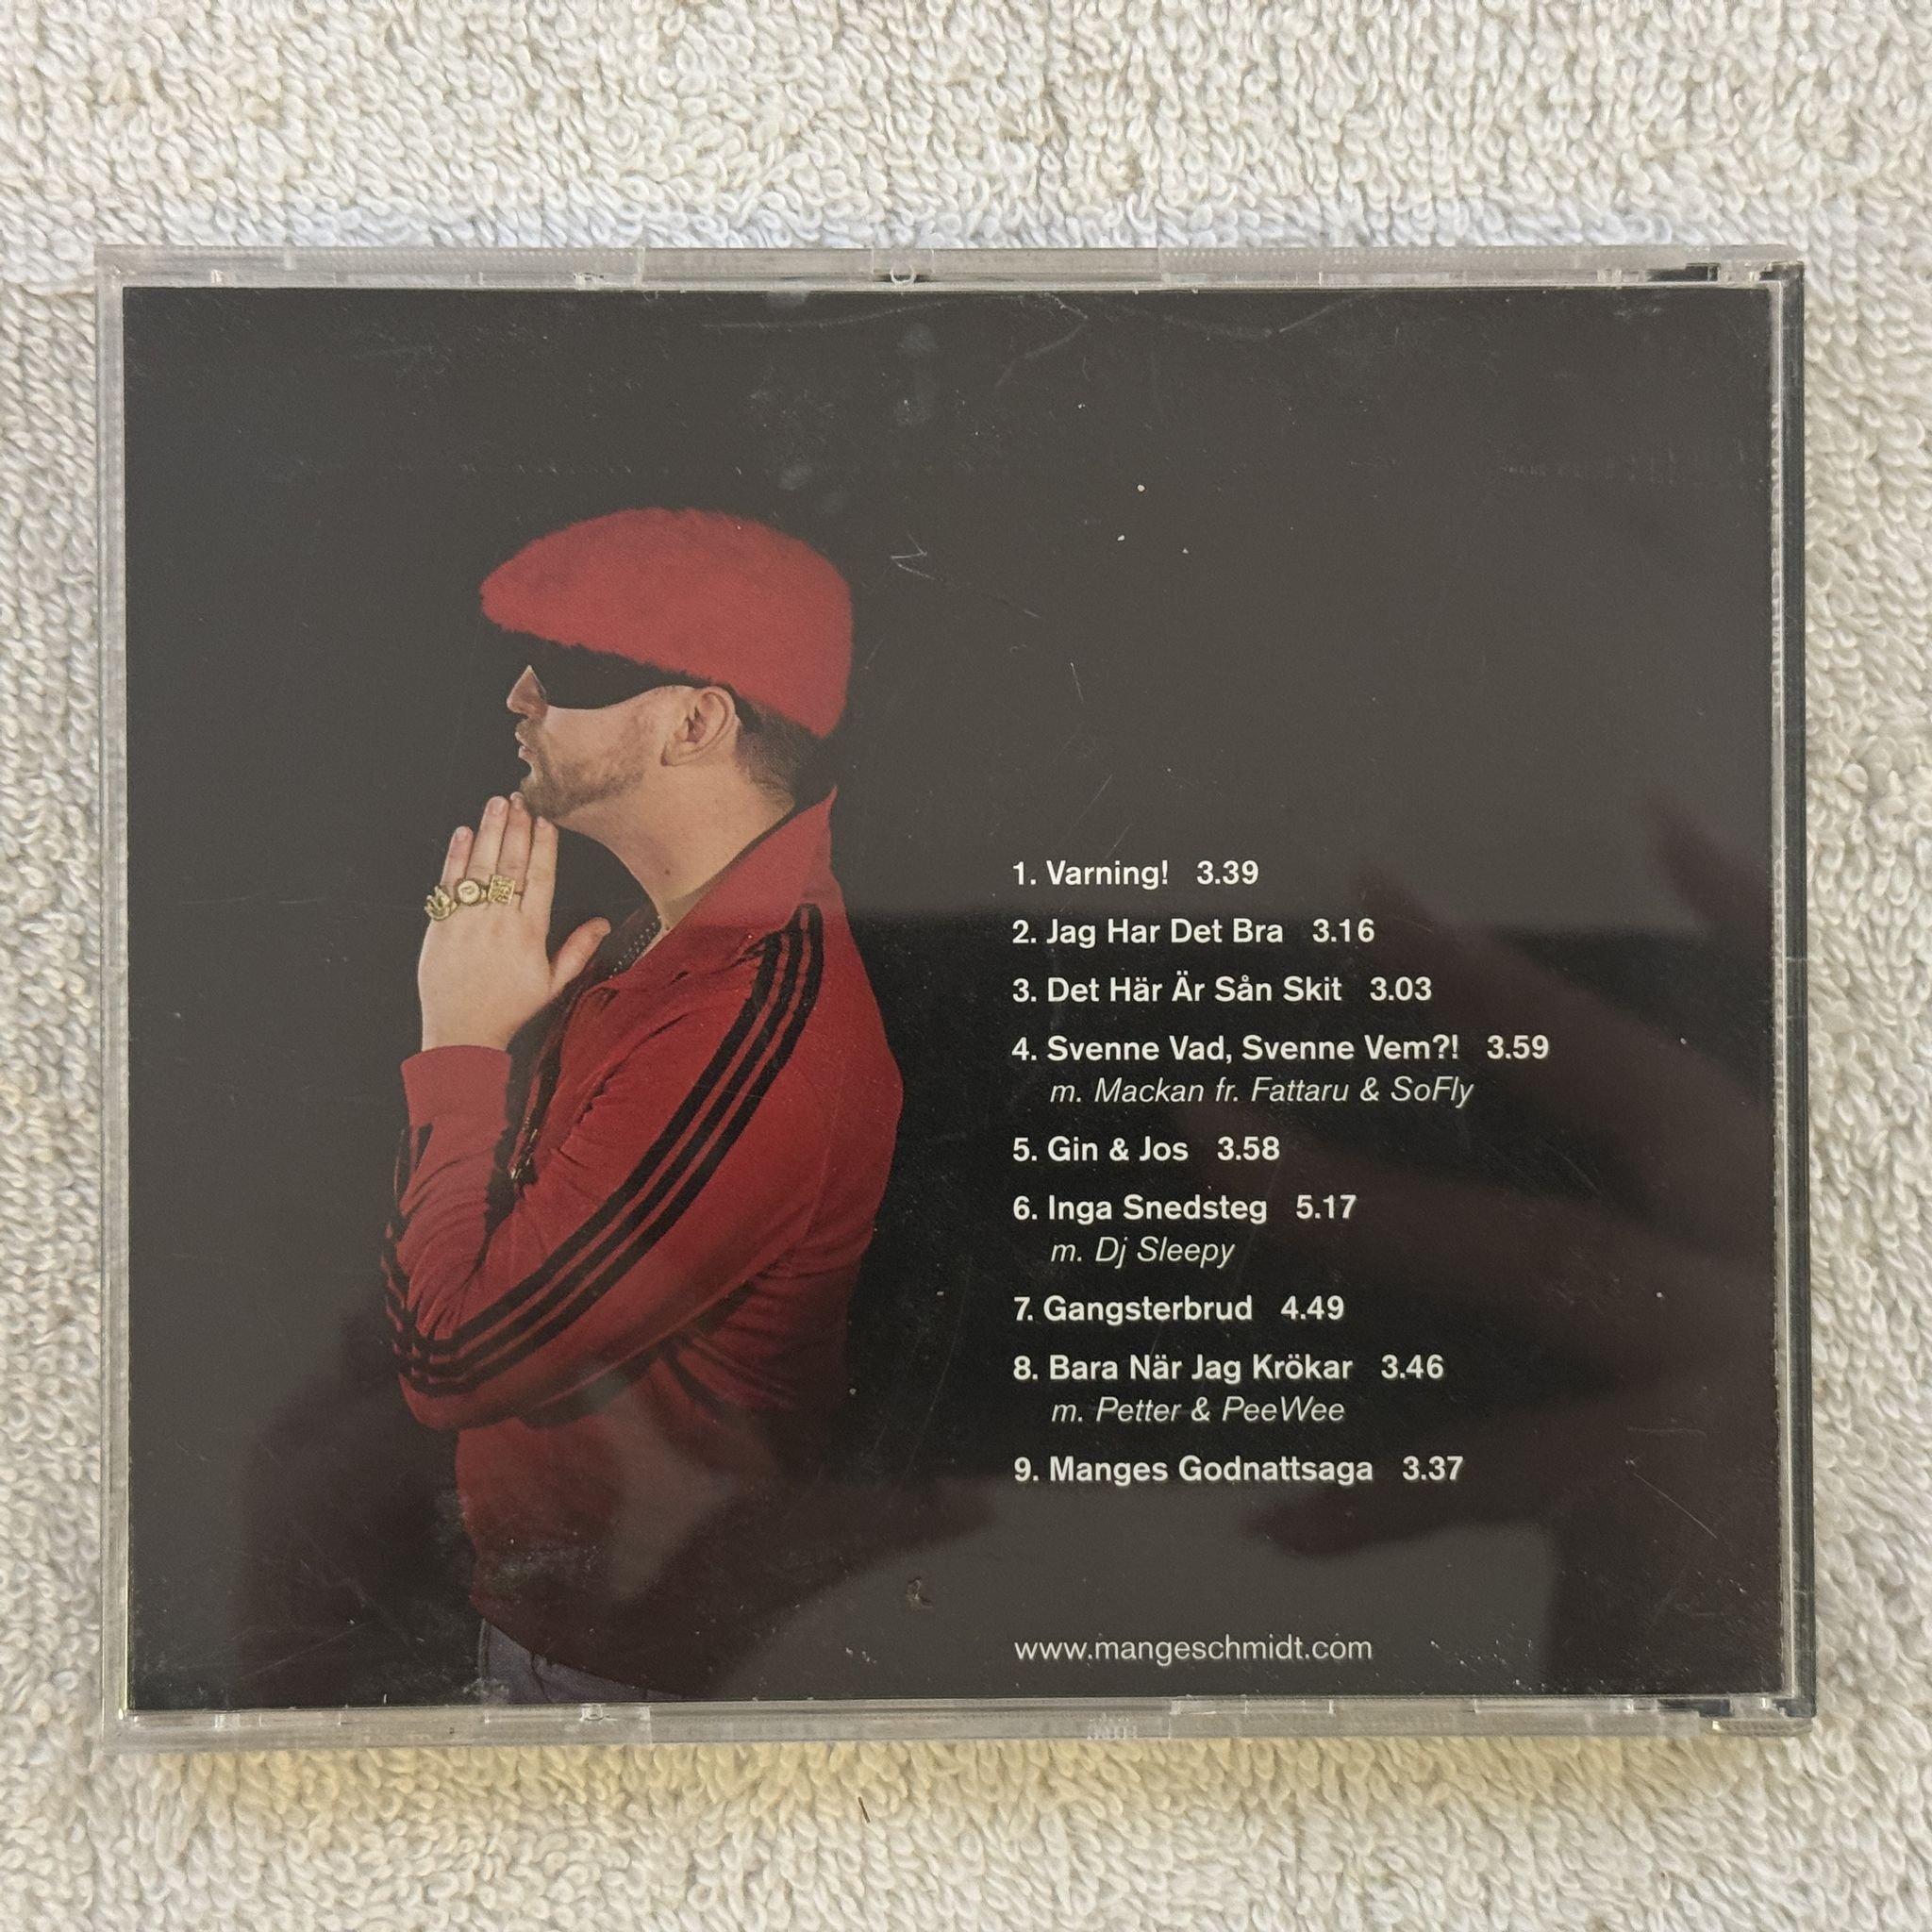 1. Varning! 3.39
2. Jag Har Det Bra 3.16
3. Det Här Är Sån Skit 3.03
4. Svenne Vad, Svenne Vem?! 3.59
m. Mackan fr. Fattaru & SoFly
5. Gin & Jos 3.58
6. Inga Snedsteg 5.17
m. Dj Sleepy
7. Gangsterbrud 4.49
8. Bara När Jag Krökar 3.46
m. Petter & PeeWee
9. Manges Godnattsaga 3.37
www.mangeschmidt.com